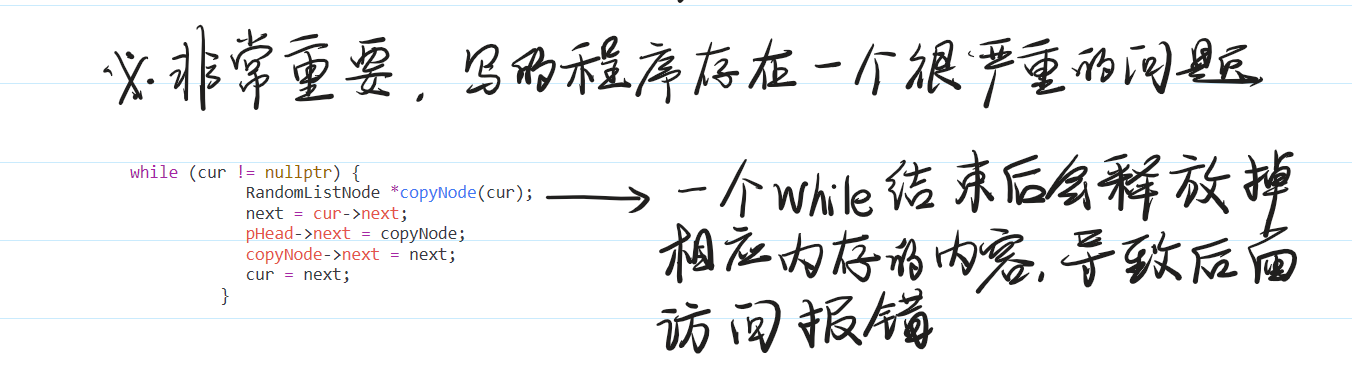 ※.非常重要，写的程序存在一个很严重的问题
while (cur != nullptr) {
RandomListNode *copyNode(cur);
一个while结束后会释放掉
next = cur->next;
pHead->next = copyNode;
相应内存的内容，导致后面
copyNode->next = next;
cur = next;
}
访问报错